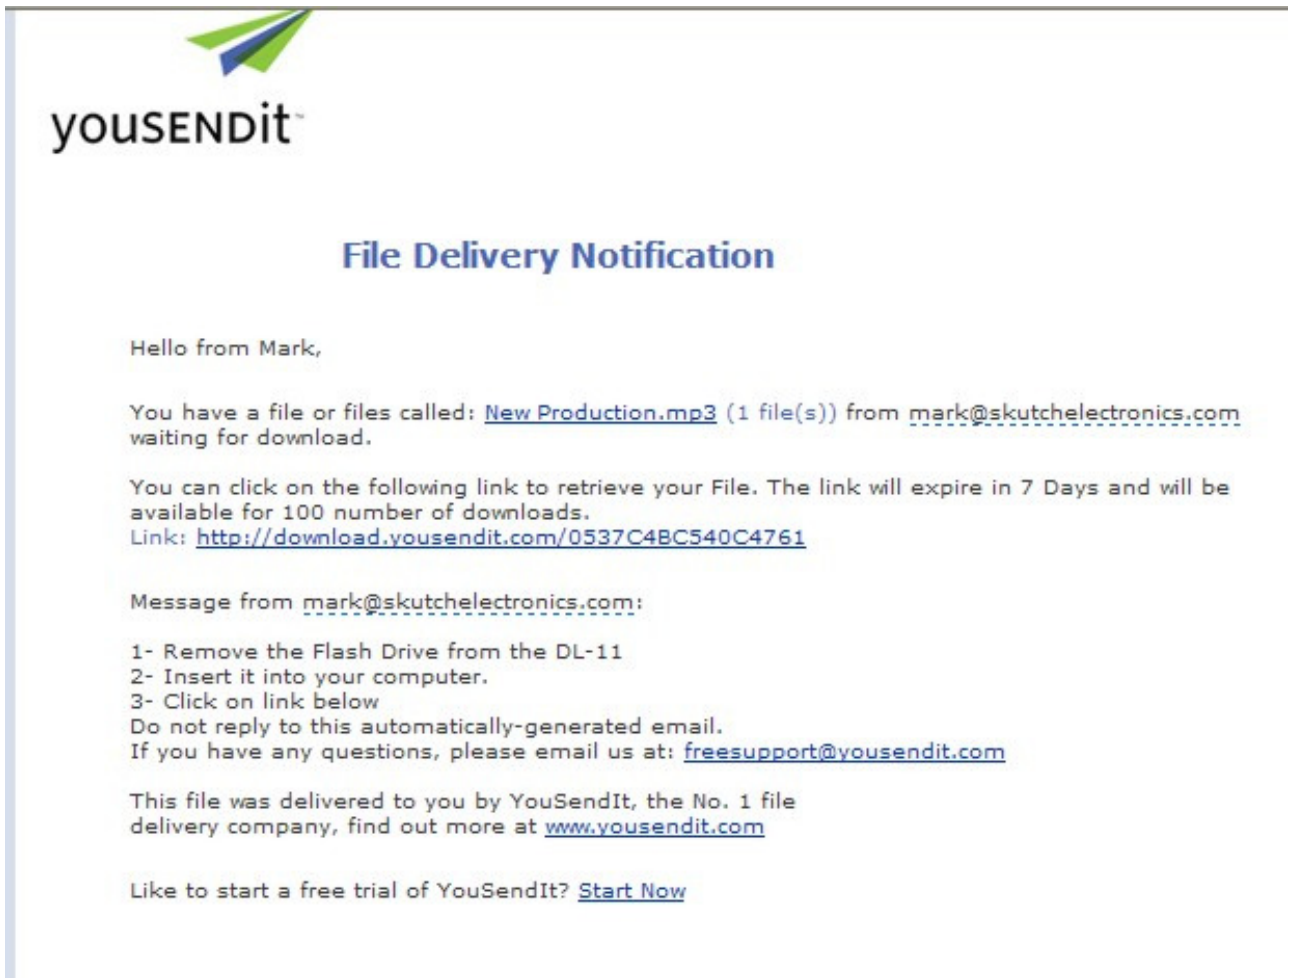 yousendit™
File Delivery Notification
Hello from Mark,
You have a file or files called: New Production.mp3 (1 file(s)) from mark@skutchelectronics.com
waiting for download.
You can click on the following link to retrieve your File. The link will expire in 7 Days and will be
available for 100 number of downloads.
Link: http://download.yousendit.com/0537C4BC540C4761
Message from mark@skutchelectronics.com:
1- Remove the Flash Drive from the DL-11
2- Insert it into your computer.
3- Click on link below
Do not reply to this automatically-generated email.
If you have any questions, please email us at: freesupport@yousendit.com
This file was delivered to you by YouSendIt, the No. 1 file
delivery company, find out more at www.yousendit.com
Like to start a free trial of YouSendIt? Start Now